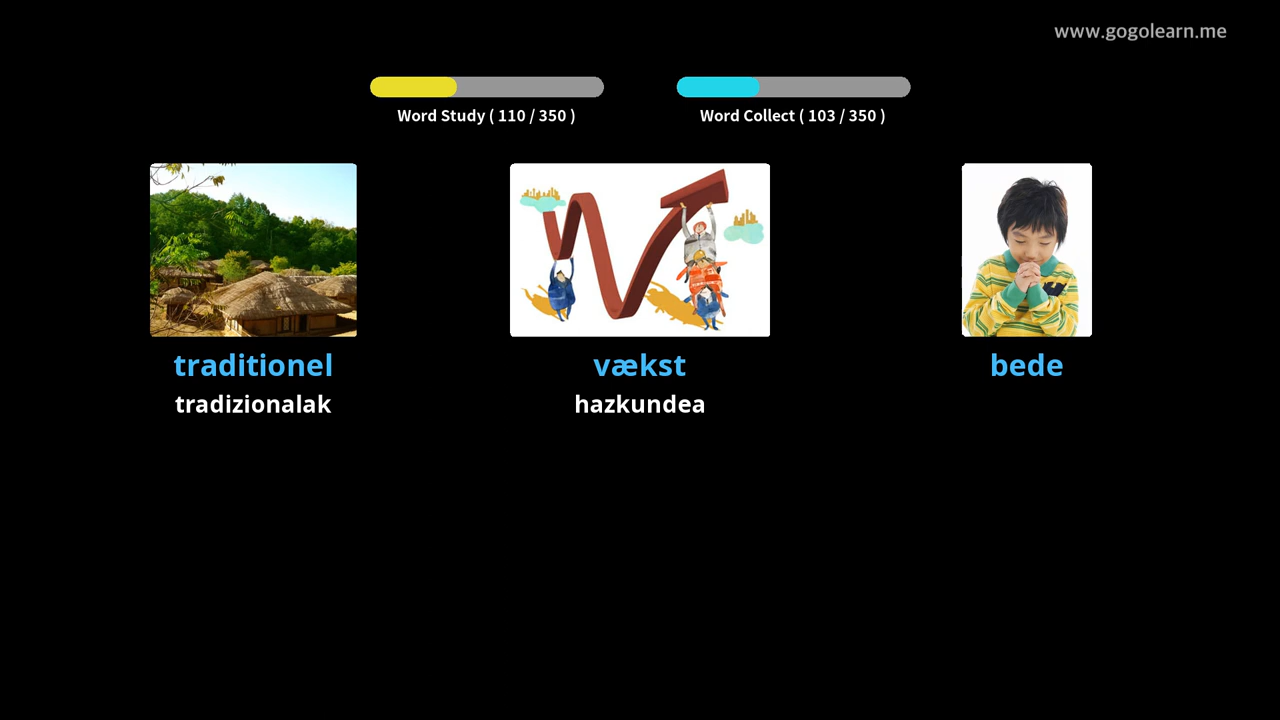 www.gogolearn.me
Word Study ( 110 / 350 )
Word Collect ( 103 / 350 )
traditionel
tradizionalak
vækst
hazkundea
bede